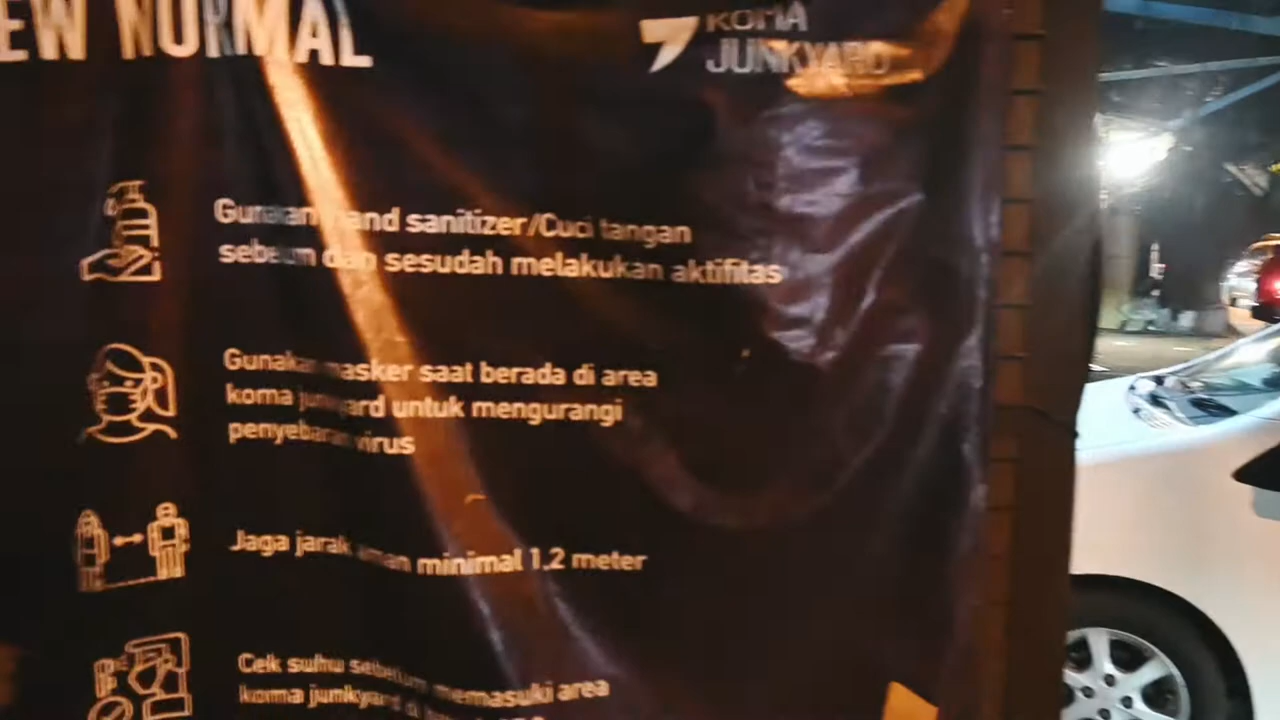 EW NORMAL
KOMA
JUNKYARD
Gunakan hand sanitizer/Cuci tangan
sebelum dan sesudah melakukan aktifitas
Gunakan masker saat berada di area
koma junkyard untuk mengurangi
penyebaran virus
Jaga jarak aman minimal 1,2 meter
Cek suhu sebelum memasuki area
koma junkyard